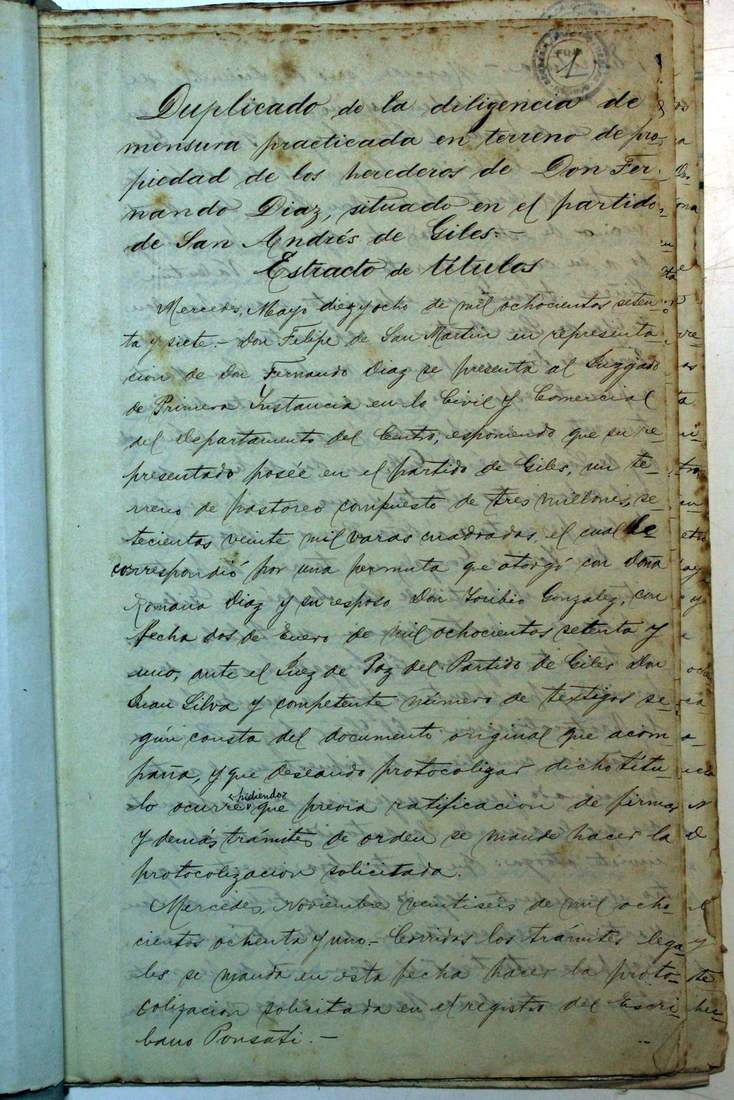 Duplicado de la diligencia de
mensura practicada en terreno de pro-
piedad de los herederos de Don Fer-
nando Diaz, situado en el partido
de San Andrés de Giles.-
Estracto de títulos
Mercedes, Mayo diez y ocho de mil ochocientos seten-
ta y siete.- Don Felipe de San Martin en representa
cion de Don Fernando Diaz se presenta al Juzgado
de Primera Instancia en lo Civil y Comercial
del Departamento del Centro, esponiendo que su re-
presentado posée en el partido de Giles, un te-
rreno de pastoreo compuesto de tres millones, se-
tecientos veinte mil varas cuadradas el cual le
correspondió por una permuta qe otorgó con Doña
Romana Diaz y su esposo Don Toribio Gonzalez, con
fecha dos de Enero de mil ochocientos setenta y
uno, ante el Juez de Paz del Partido de Giles Don
Juan Silva y competente número de textigos se-
gún consta del documento original que acom-
paña, y que deseando protocolizar dicho títu
lo ocurre pidiendo que previa ratificacion de firmas
y demás trámites de orden se mande hacer la
protocolizacion solicitada.
Mercedes, Noviembre veintiseis de mil ocho-
cientos ochenta y uno- Corridos los trámites lega-
les se manda en esta fecha hacer la proto-
colizacion solicitada en el registro del Escri-
bano Ponsati.-